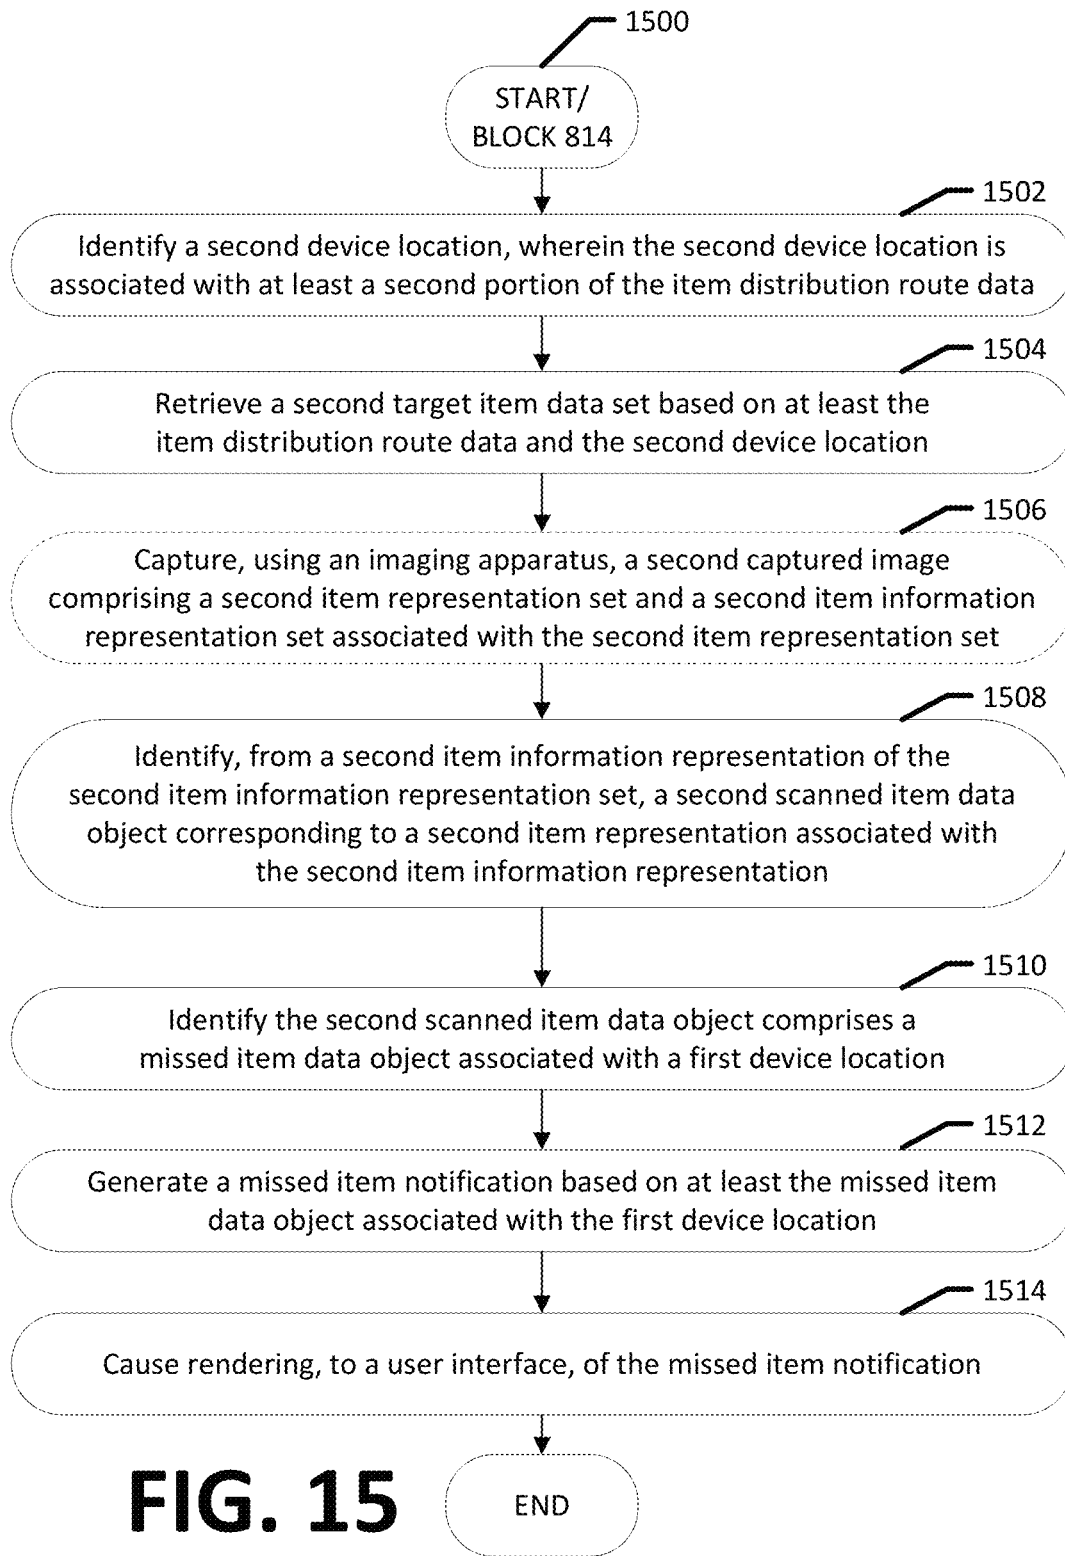 1500
START/
BLOCK 814
1502
Identify a second device location, wherein the second device location is
associated with at least a second portion of the item distribution route data
1504
Retrieve a second target item data set based on at least the
item distribution route data and the second device location
1506
Capture, using an imaging apparatus, a second captured image
comprising a second item representation set and a second item information
representation set associated with the second item representation set
1508
Identify, from a second item information representation of the
second item information representation set, a second scanned item data
object corresponding to a second item representation associated with
the second item information representation
1510
Identify the second scanned item data object comprises a
missed item data object associated with a first device location
1512
Generate a missed item notification based on at least the missed item
data object associated with the first device location
1514
Cause rendering, to a user interface, of the missed item notification
FIG. 15
END